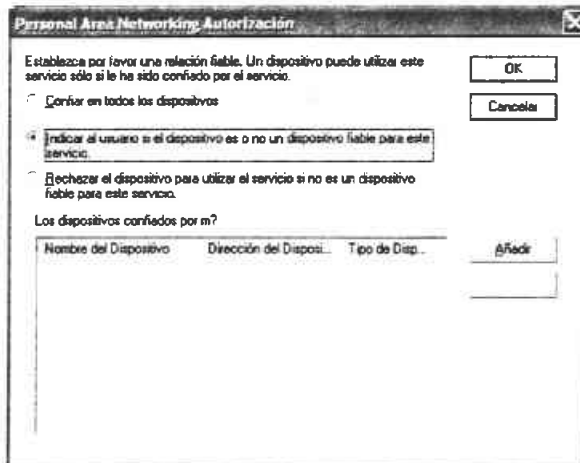 Personal Area Networking Autorización
Establezca por favor una relación fiable. Un dispositivo puede utilizar este
servicio sólo si le ha sido confiado por el servicio.
OK
Cancelar
Confiar en todos los dispositivos
Indicar al usuario si el dispositivo es o no un dispositivo fiable para este
servicio.
Rechazar el dispositivo para utilizar el servicio si no es un dispositivo
fiable para este servicio.
Los dispositivos confiados por m?
Nombre del Dispositivo Dirección del Disposi... Tipo de Disp...
Añadir